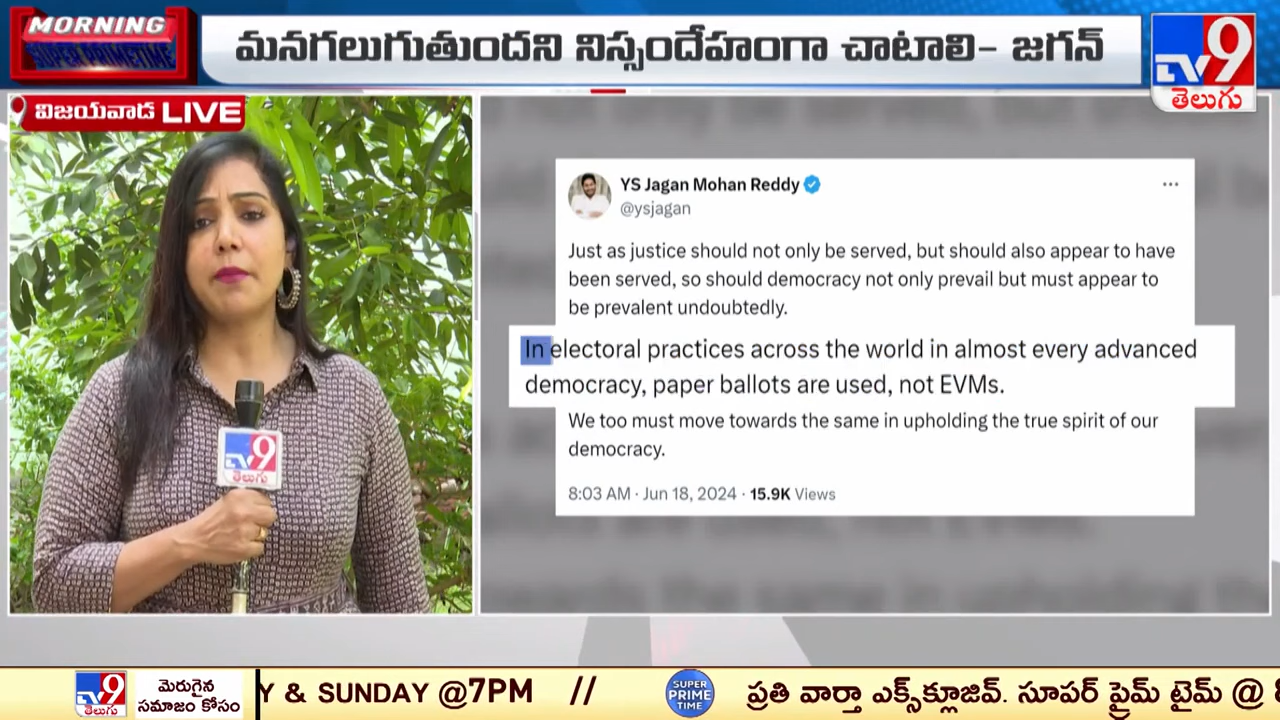 MORNING
SUPER PRIMETIME
మనగలుగుతుందని నిస్సందేహంగా చాటాలి- జగన్
TV9
తెలుగు
విజయవాడ LIVE
YS Jagan Mohan Reddy
@ysjagan
Just as justice should not only be served, but should also appear to have
been served, so should democracy not only prevail but must appear to
be prevalent undoubtedly.
In electoral practices across the world in almost every advanced
democracy, paper ballots are used, not EVMs.
We too must move towards the same in upholding the true spirit of our
democracy.
8:03 AM · Jun 18, 2024 · 15.9K Views
TV9
తెలుగు
TV9
తెలుగు
మెరుగైన
సమాజం కోసం
Y & SUNDAY @7PM // SUPER PRIME TIME ప్రతి వార్తా ఎక్స్‌క్లూజివ్. సూపర్ ప్రైమ్ టైమ్ @